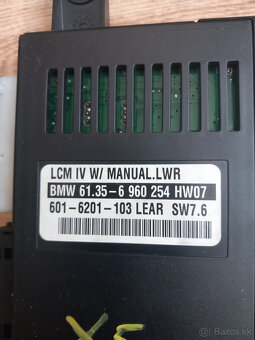 LCM IV W/ MANUAL.LWR
BMW 61.35-6 960 254 HW07
601-6201-103 LEAR SW7.6
X5
Bazos.sk